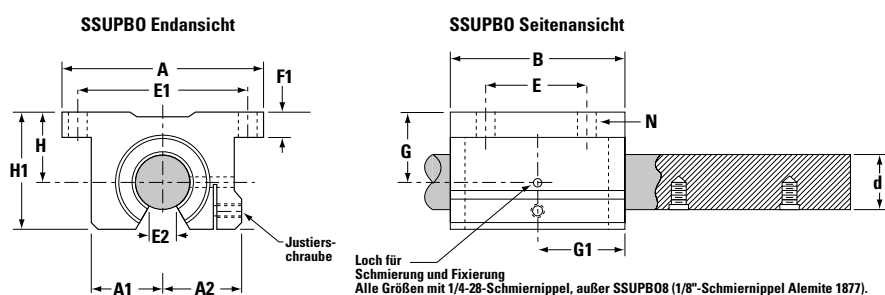 SSUPBO Endansicht
A
E1
F1
H
H1
E2
A1
A2
Justiers-
schraube
SSUPBO Seitenansicht
B
E
N
G
d
G1
Loch für
Schmierung und Fixierung
Alle Größen mit 1/4-28-Schmiernippel, außer SSUPBO8 (1/8"-Schmiernippel Alemite 1877).